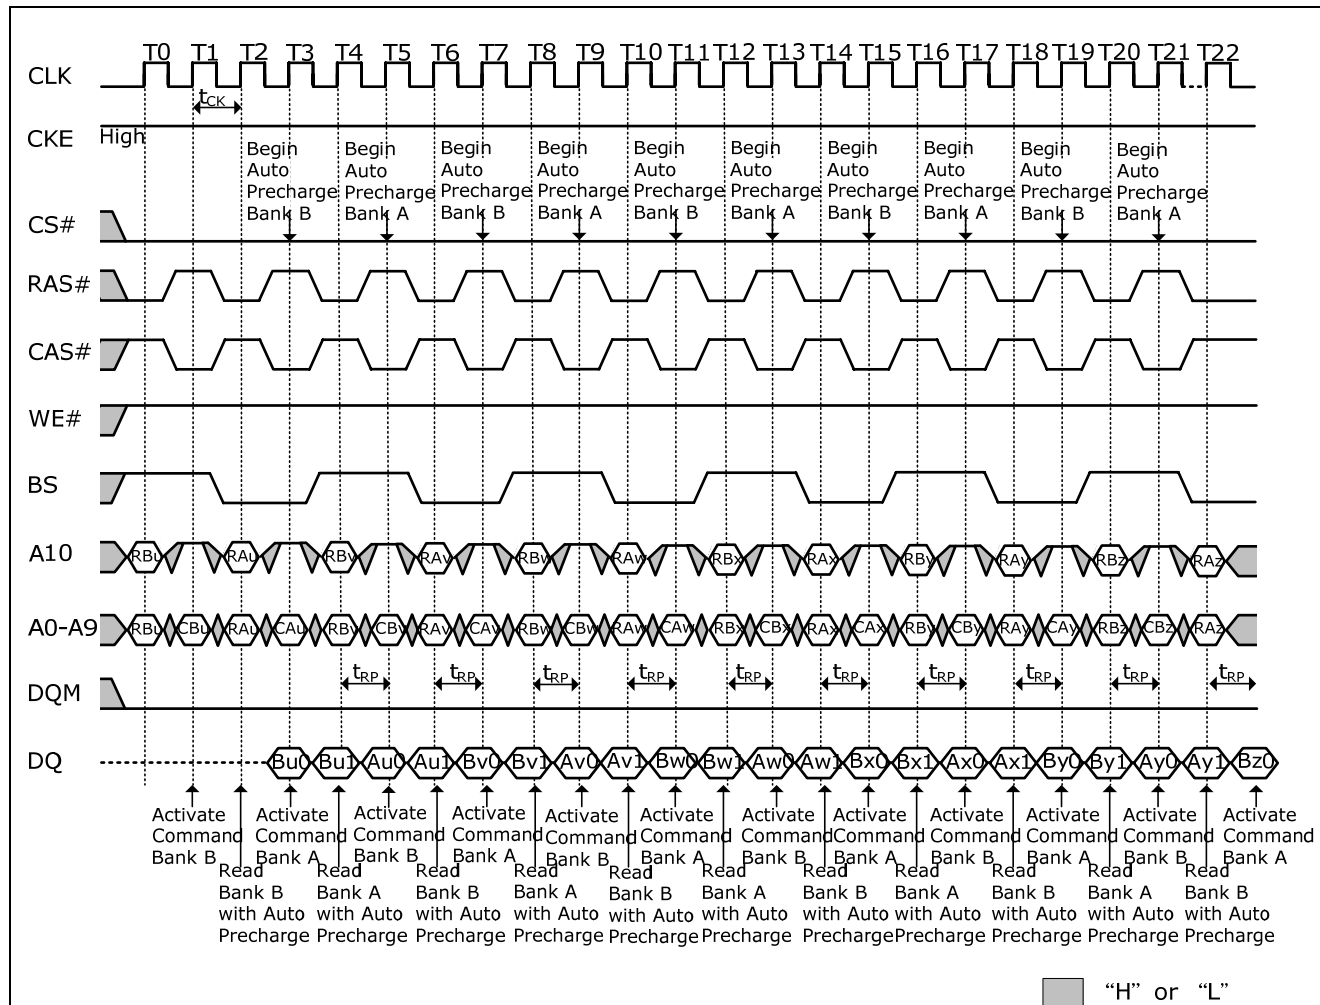 T0 T1 T2 T3 T4 T5 T6 T7 T8 T9 T10 T11 T12 T13 T14 T15 T16 T17 T18 T19 T20 T21 T22
CLK
tCK
CKE High
Begin Auto Precharge Bank B
Begin Auto Precharge Bank A
Begin Auto Precharge Bank B
Begin Auto Precharge Bank A
Begin Auto Precharge Bank B
Begin Auto Precharge Bank A
Begin Auto Precharge Bank B
Begin Auto Precharge Bank A
Begin Auto Precharge Bank B
Begin Auto Precharge Bank A
CS#
RAS#
CAS#
WE#
BS
A10 RBu RAu RBv RAv RBw RAw RBx RAx RBy RAy RBz RAz
A0-A9 RBu CBu RAu CAu RBv CBv RAv CAv RBw CBw RAw CAw RBx CBx RAx CAx RBy CBy RAy CAy RBz CBz RAz
tRP tRP tRP tRP tRP tRP tRP tRP tRP tRP
DQM
DQ Bu0 Bu1 Au0 Au1 Bv0 Bv1 Av0 Av1 Bw0 Bw1 Aw0 Aw1 Bx0 Bx1 Ax0 Ax1 By0 By1 Ay0 Ay1 Bz0
Activate Command Bank B
Activate Command Bank A
Activate Command Bank B
Activate Command Bank A
Activate Command Bank B
Activate Command Bank A
Activate Command Bank B
Activate Command Bank A
Activate Command Bank B
Activate Command Bank A
Activate Command Bank B
Activate Command Bank A
Read Bank B with Auto Precharge
Read Bank A with Auto Precharge
Read Bank B with Auto Precharge
Read Bank A with Auto Precharge
Read Bank B with Auto Precharge
Read Bank A with Auto Precharge
Read Bank B with Auto Precharge
Read Bank A with Auto Precharge
Read Bank B with Auto Precharge
Read Bank A with Auto Precharge
Read Bank B with Auto Precharge
“H” or “L”